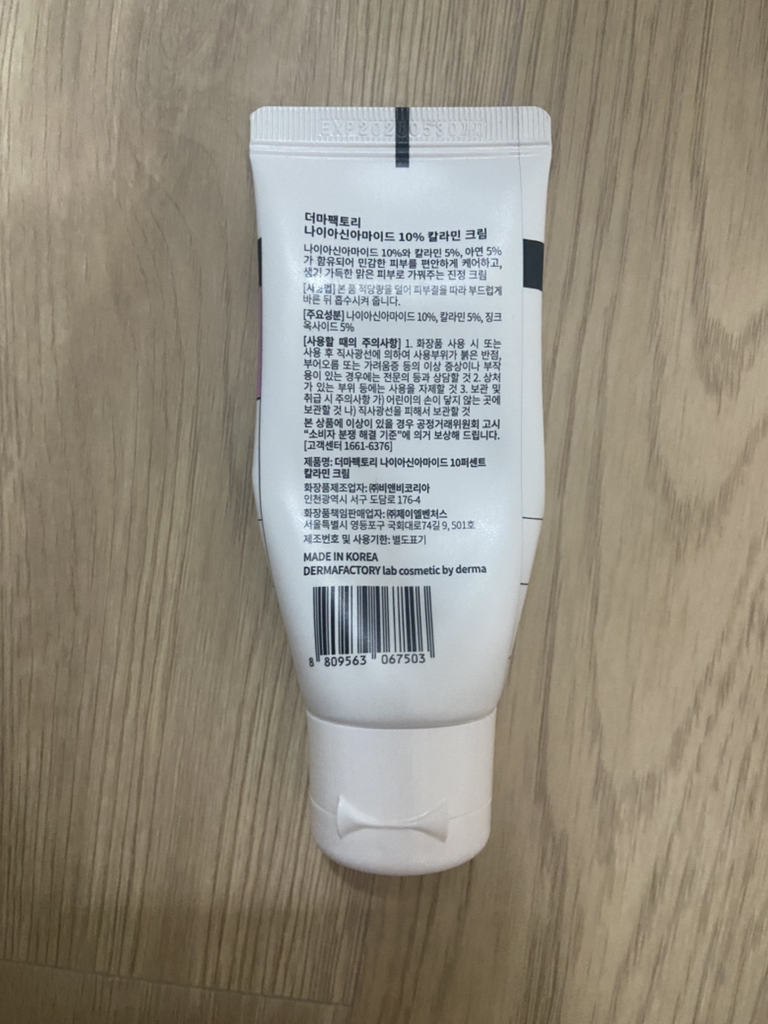 더마팩토리
나이아신아마이드 10% 칼라민 크림
나이아신아마이드 10%와 칼라민 5%, 아연 5%
가 함유되어 민감한 피부를 편안하게 케어하고,
생기 가득한 맑은 피부로 가꿔주는 진정 크림
[사용법] 본 품 적당량을 덜어 피부결을 따라 부드럽게
바른 뒤 흡수시켜 줍니다.
[주요성분] 나이아신아마이드 10%, 칼라민 5%, 징크
옥사이드 5%
[사용할 때의 주의사항] 1. 화장품 사용 시 또는
사용 후 직사광선에 의하여 사용부위가 붉은 반점,
부어오름 또는 가려움증 등의 이상 증상이나 부작
용이 있는 경우에는 전문의 등과 상담할 것 2. 상처
가 있는 부위 등에는 사용을 자제할 것 3. 보관 및
취급 시 주의사항 가) 어린이의 손이 닿지 않는 곳에
보관할 것 나) 직사광선을 피해서 보관할 것
본 상품에 이상이 있을 경우 공정거래위원회 고시
"소비자 분쟁 해결 기준"에 의거 보상해 드립니다.
[고객센터 1661-6376]
제품명: 더마팩토리 나이아신아마이드 10퍼센트
칼라민 크림
화장품제조업자: ㈜비앤비코리아
인천광역시 서구 도담로 176-4
화장품책임판매업자: ㈜제이엘벤처스
서울특별시 영등포구 국회대로74길 9, 501호
제조번호 및 사용기한: 별도표기
MADE IN KOREA
DERMAFACTORY lab cosmetic by derma
8 809563 067503